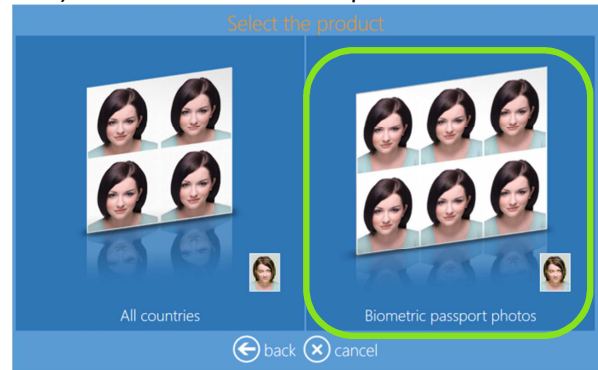 Select the product
All countries
Biometric passport photos
back cancel